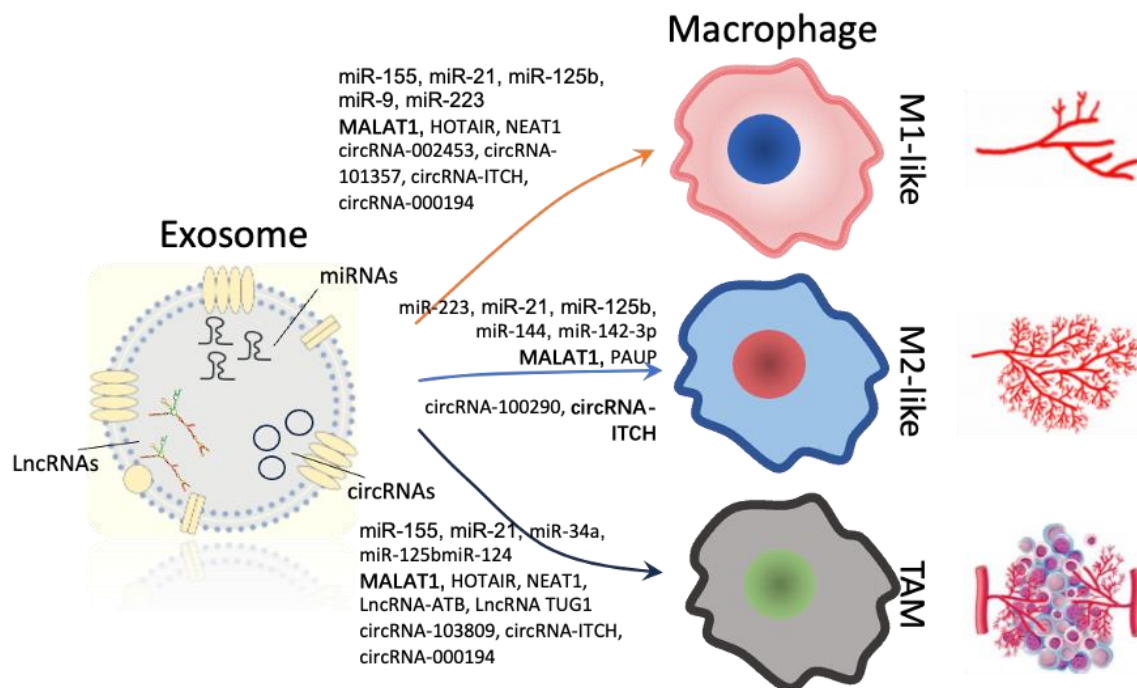 Macrophage
miR-155, miR-21, miR-125b,
miR-9, miR-223
MALAT1, HOTAIR, NEAT1
circRNA-002453, circRNA-
101357, circRNA-ITCH,
circRNA-000194
M1-like
Exosome
miRNAs
LncRNAs
circRNAs
miR-223, miR-21, miR-125b,
miR-144, miR-142-3p
MALAT1, PAUP
circRNA-100290, circRNA-
ITCH
M2-like
miR-155, miR-21, miR-34a,
miR-125bmiR-124
MALAT1, HOTAIR, NEAT1,
LncRNA-ATB, LncRNA TUG1
circRNA-103809, circRNA-ITCH,
circRNA-000194
TAM